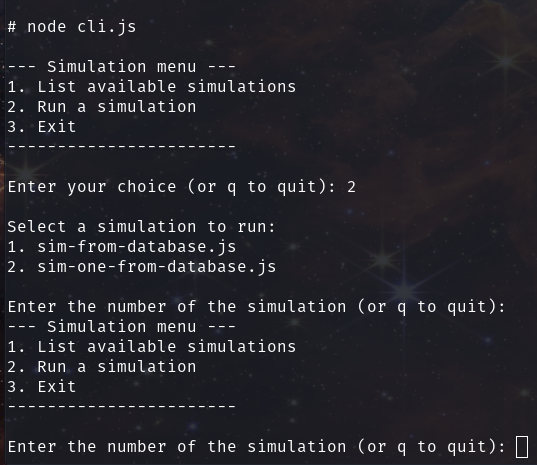 # node cli.js
--- Simulation menu ---
1. List available simulations
2. Run a simulation
3. Exit
-----------------------
Enter your choice (or q to quit): 2
Select a simulation to run:
1. sim-from-database.js
2. sim-one-from-database.js
Enter the number of the simulation (or q to quit):
--- Simulation menu ---
1. List available simulations
2. Run a simulation
3. Exit
-----------------------
Enter the number of the simulation (or q to quit):